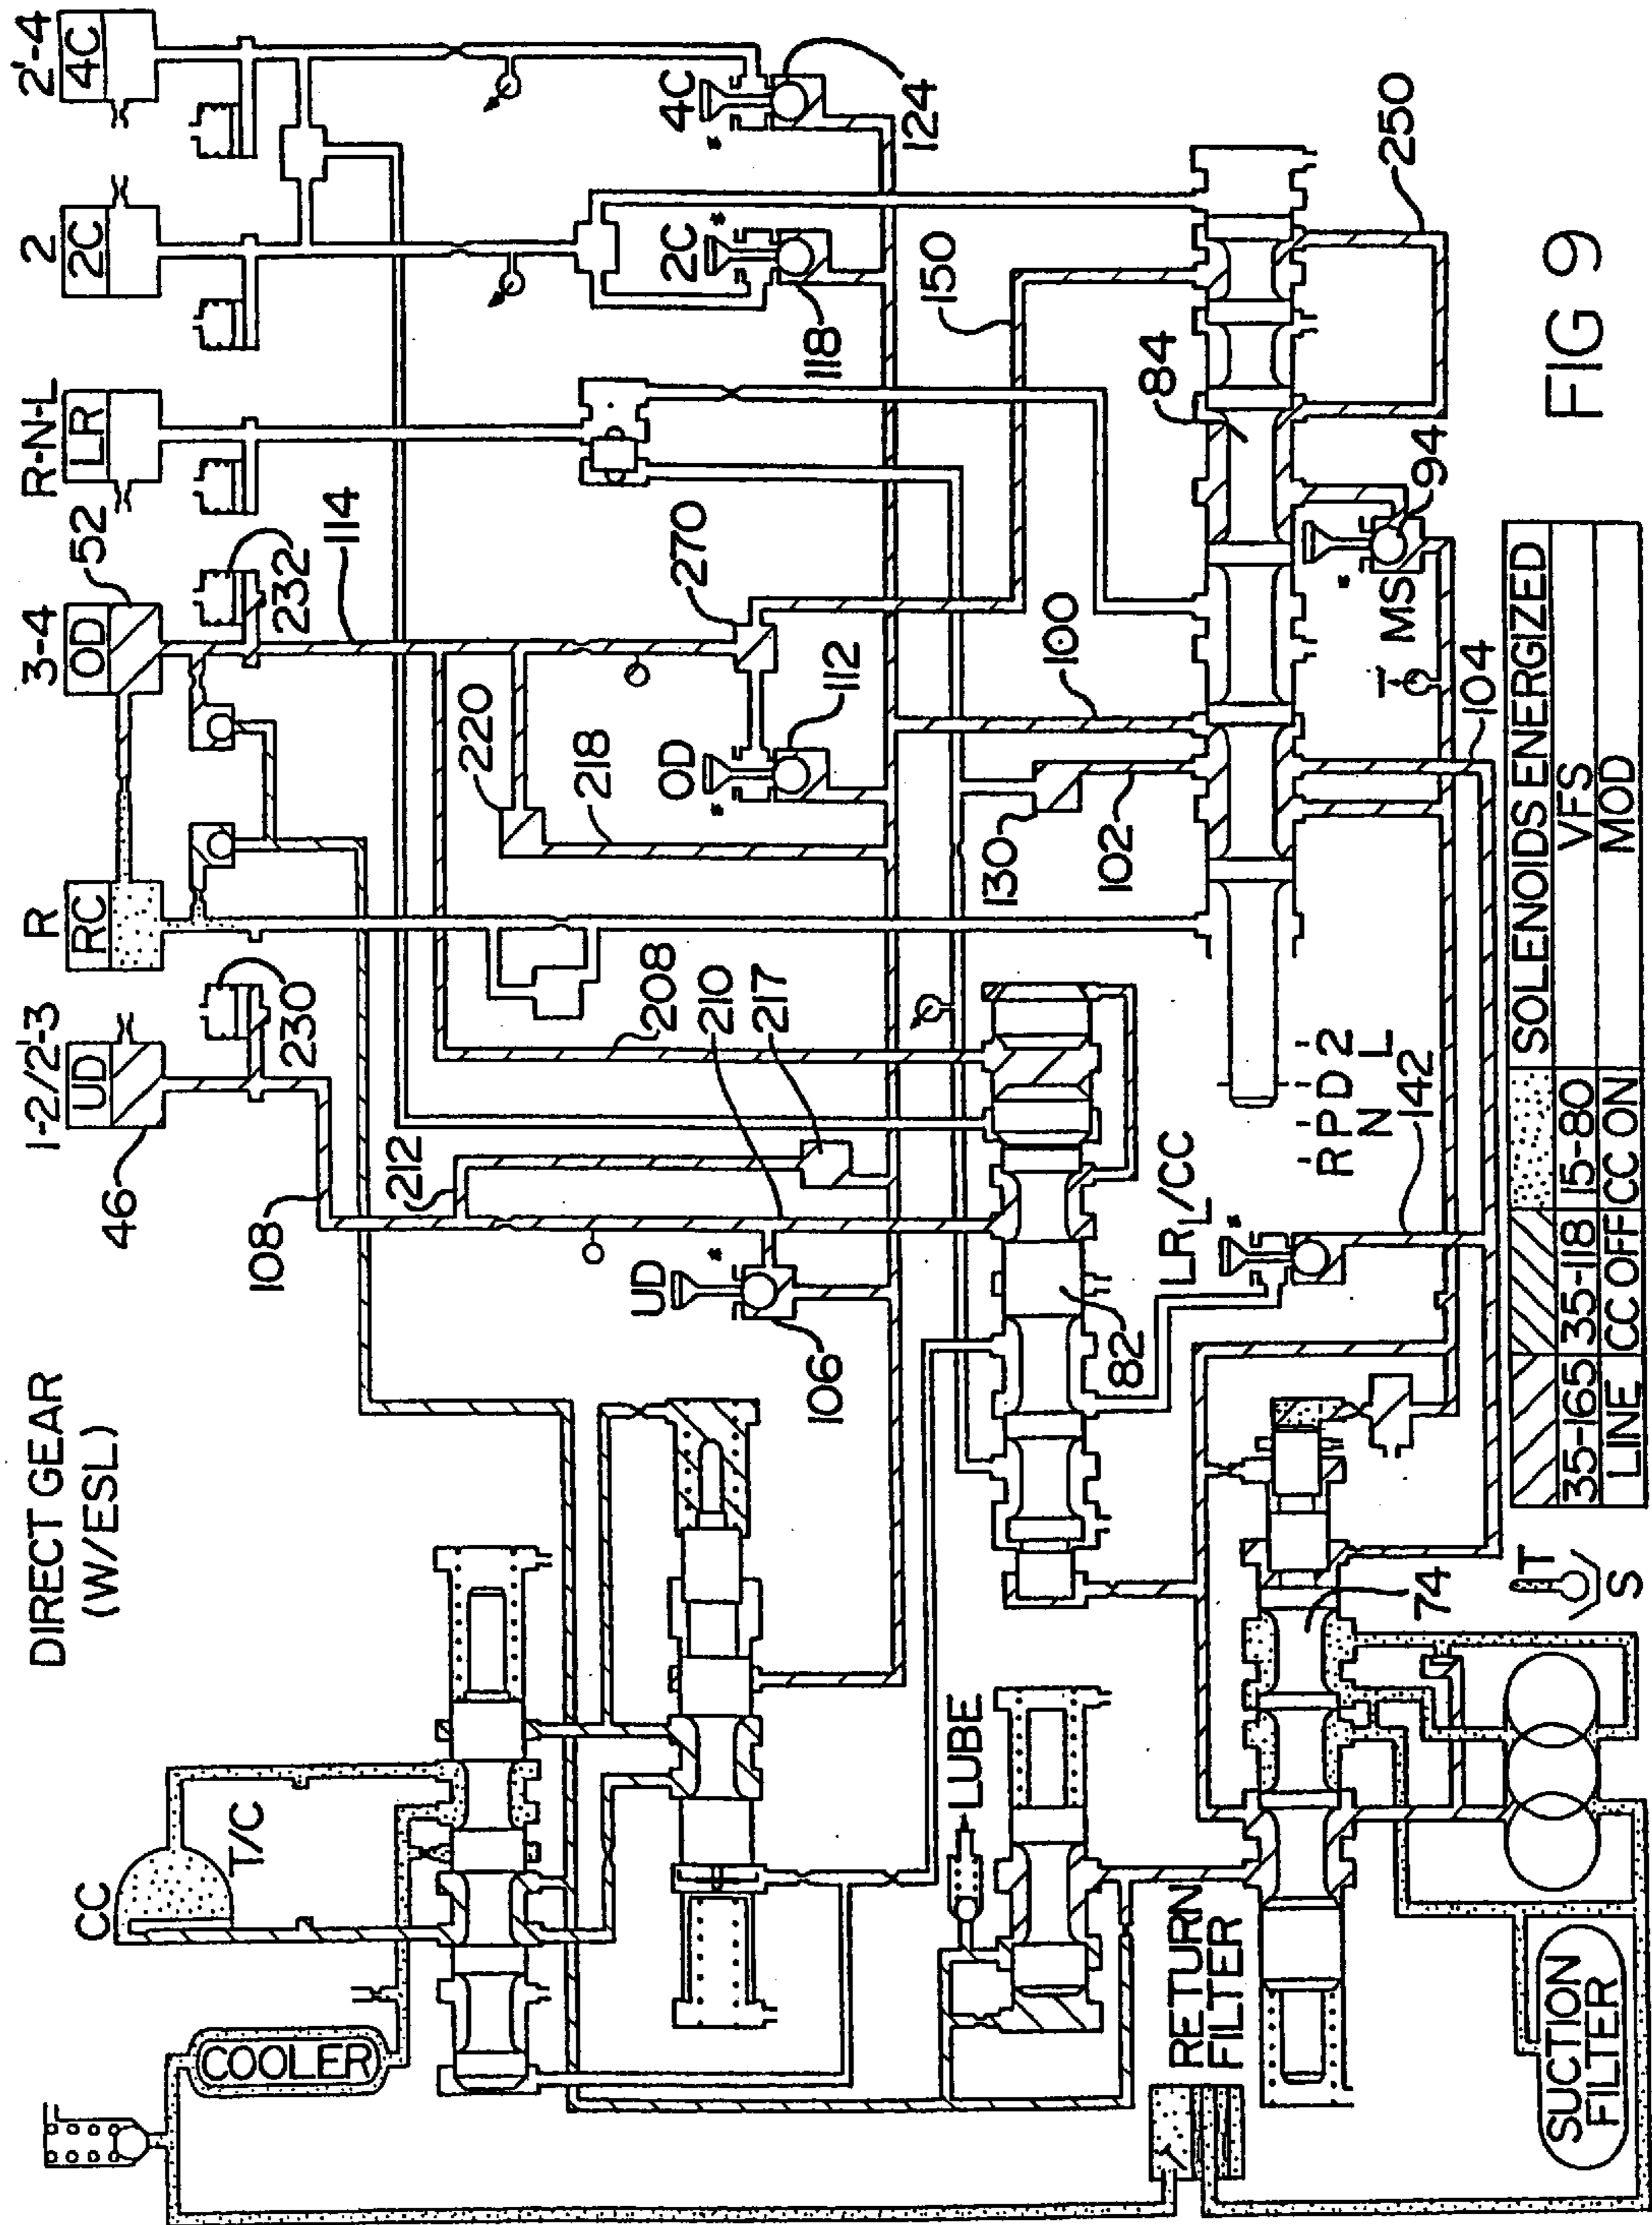 DIRECT GEAR
(W/ESL)
1-2/2'-3
R
3-4
R-N-L
2
2'-4
UD
RC
OD
LR
2C
4C
46
230
52
232
108
114
212
208
210
217
220
218
270
UD
106
OD
112
2C
118
4C
124
130
102
100
150
84
250
MS
94
104
142
82
LR_L/CC
R P D 2
N L
CC
T/C
COOLER
LUBE
RETURN
FILTER
SUCTION
FILTER
74
T
S
SOLENOIDS ENERGIZED
35-165 35-118 15-80 VFS
LINE CC OFF CC ON MOD
FIG 9